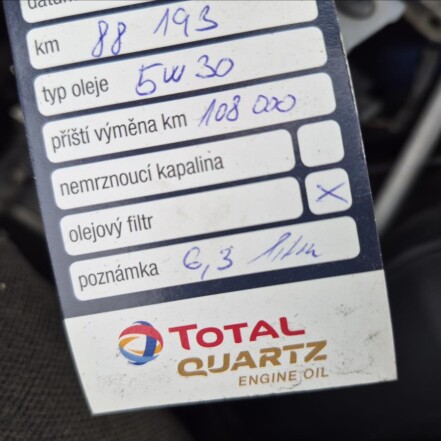 datum
km 88 193
typ oleje 5W30
příští výměna km 108 000
nemrznoucí kapalina
olejový filtr X
poznámka 6,3 litru
TOTAL
QUARTZ
ENGINE OIL